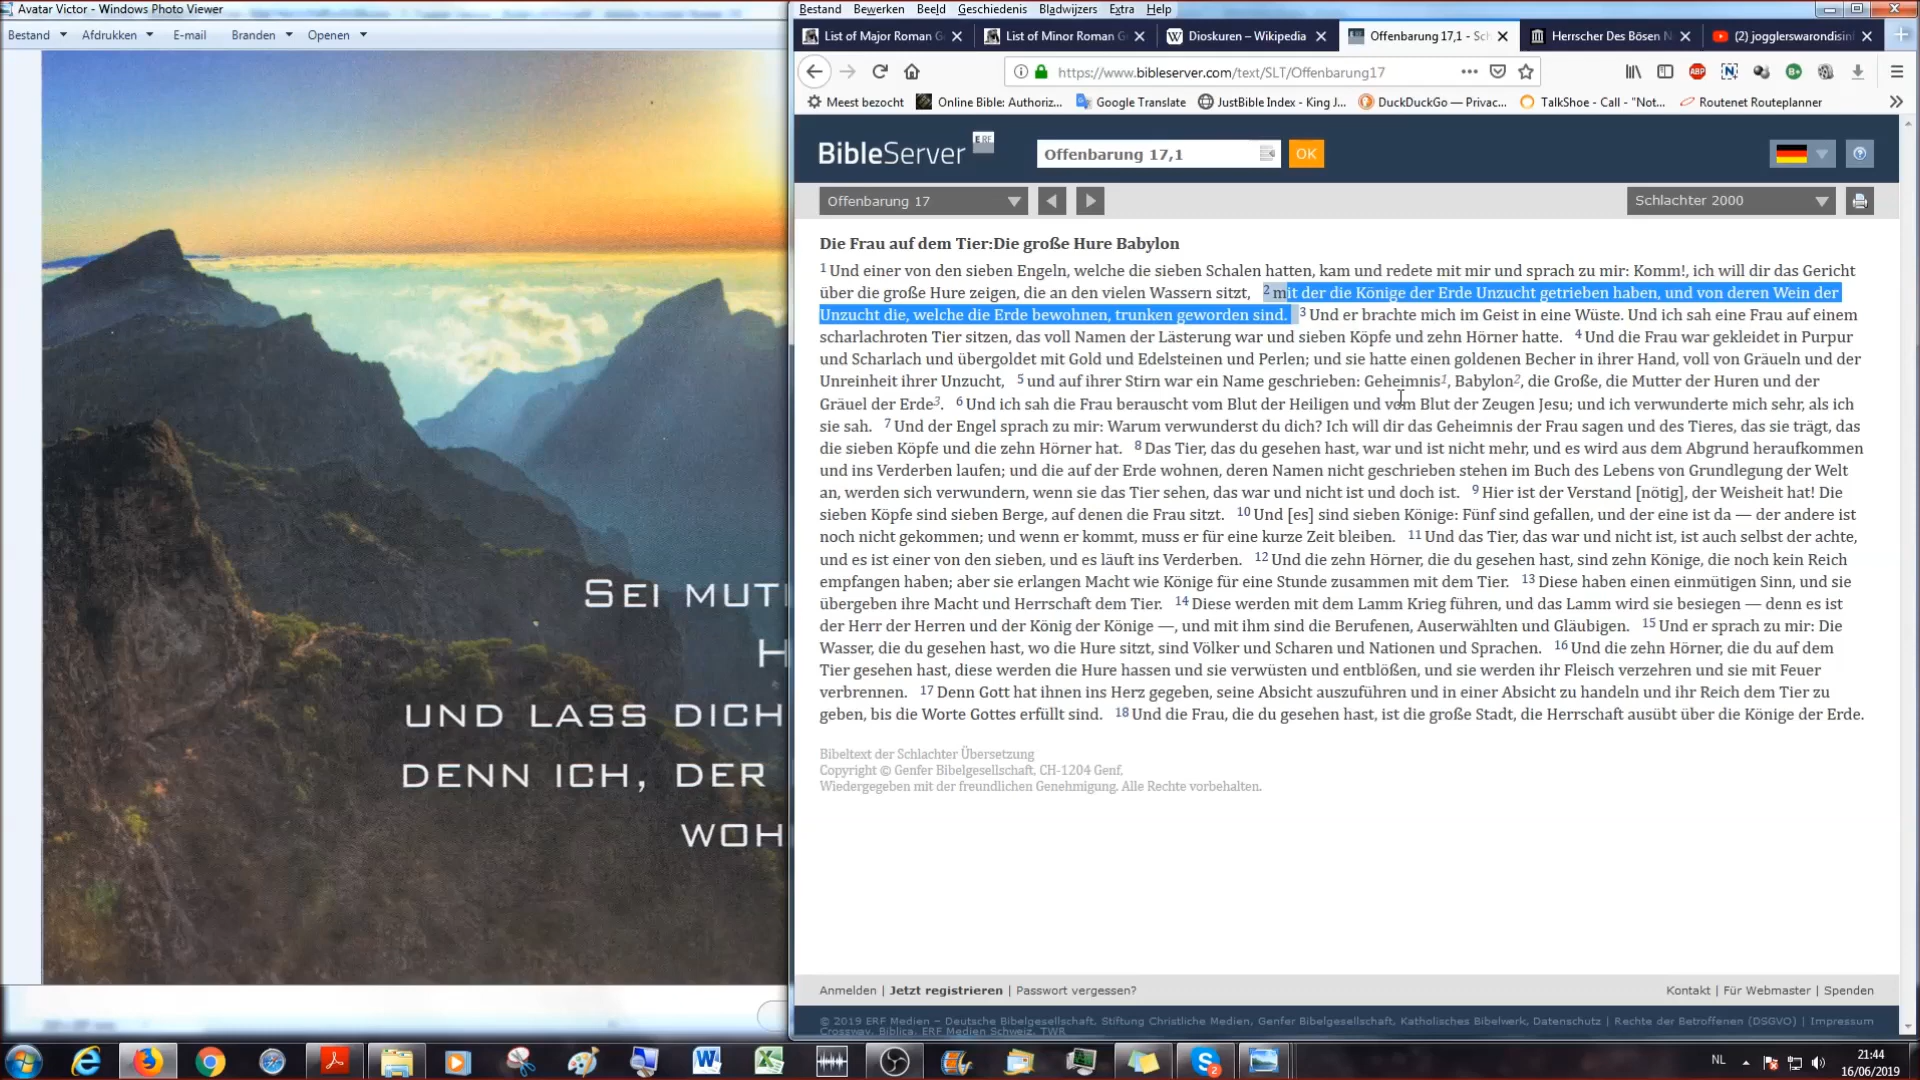 Avatar Victor - Windows Photo Viewer
Bestand Afdrukken E-mail Branden Openen
SEI MUTI
H
UND LASS DICH
DENN ICH, DER
WOH
Bestand Bewerken Beeld Geschiedenis Bladwijzers Extra Help
List of Major Roman G List of Minor Roman G Dioskuren – Wikipedia Offenbarung 17,1 - Sch Herrscher Des Bösen N (2) jogglerswarondisin
https://www.bibleserver.com/text/SLT/Offenbarung17
Meest bezocht Online Bible: Authoriz... Google Translate JustBible Index - King J... DuckDuckGo — Privac... TalkShoe - Call - "Not... Routenet Routeplanner
BibleServer ERF Offenbarung 17,1 OK
Offenbarung 17 Schlachter 2000
Die Frau auf dem Tier:Die große Hure Babylon
1 Und einer von den sieben Engeln, welche die sieben Schalen hatten, kam und redete mit mir und sprach zu mir: Komm!, ich will dir das Gericht
über die große Hure zeigen, die an den vielen Wassern sitzt, 2 mit der die Könige der Erde Unzucht getrieben haben, und von deren Wein der
Unzucht die, welche die Erde bewohnen, trunken geworden sind. 3 Und er brachte mich im Geist in eine Wüste. Und ich sah eine Frau auf einem
scharlachroten Tier sitzen, das voll Namen der Lästerung war und sieben Köpfe und zehn Hörner hatte. 4 Und die Frau war gekleidet in Purpur
und Scharlach und übergoldet mit Gold und Edelsteinen und Perlen; und sie hatte einen goldenen Becher in ihrer Hand, voll von Gräueln und der
Unreinheit ihrer Unzucht, 5 und auf ihrer Stirn war ein Name geschrieben: Geheimnis1, Babylon2, die Große, die Mutter der Huren und der
Gräuel der Erde3. 6 Und ich sah die Frau berauscht vom Blut der Heiligen und vom Blut der Zeugen Jesu; und ich verwunderte mich sehr, als ich
sie sah. 7 Und der Engel sprach zu mir: Warum verwunderst du dich? Ich will dir das Geheimnis der Frau sagen und des Tieres, das sie trägt, das
die sieben Köpfe und die zehn Hörner hat. 8 Das Tier, das du gesehen hast, war und ist nicht mehr, und es wird aus dem Abgrund heraufkommen
und ins Verderben laufen; und die auf der Erde wohnen, deren Namen nicht geschrieben stehen im Buch des Lebens von Grundlegung der Welt
an, werden sich verwundern, wenn sie das Tier sehen, das war und nicht ist und doch ist. 9 Hier ist der Verstand [nötig], der Weisheit hat! Die
sieben Köpfe sind sieben Berge, auf denen die Frau sitzt. 10 Und [es] sind sieben Könige: Fünf sind gefallen, und der eine ist da — der andere ist
noch nicht gekommen; und wenn er kommt, muss er für eine kurze Zeit bleiben. 11 Und das Tier, das war und nicht ist, ist auch selbst der achte,
und es ist einer von den sieben, und es läuft ins Verderben. 12 Und die zehn Hörner, die du gesehen hast, sind zehn Könige, die noch kein Reich
empfangen haben; aber sie erlangen Macht wie Könige für eine Stunde zusammen mit dem Tier. 13 Diese haben einen einmütigen Sinn, und sie
übergeben ihre Macht und Herrschaft dem Tier. 14 Diese werden mit dem Lamm Krieg führen, und das Lamm wird sie besiegen — denn es ist
der Herr der Herren und der König der Könige —, und mit ihm sind die Berufenen, Auserwählten und Gläubigen. 15 Und er sprach zu mir: Die
Wasser, die du gesehen hast, wo die Hure sitzt, sind Völker und Scharen und Nationen und Sprachen. 16 Und die zehn Hörner, die du auf dem
Tier gesehen hast, diese werden die Hure hassen und sie verwüsten und entblößen, und sie werden ihr Fleisch verzehren und sie mit Feuer
verbrennen. 17 Denn Gott hat ihnen ins Herz gegeben, seine Absicht auszuführen und in einer Absicht zu handeln und ihr Reich dem Tier zu
geben, bis die Worte Gottes erfüllt sind. 18 Und die Frau, die du gesehen hast, ist die große Stadt, die Herrschaft ausübt über die Könige der Erde.
Bibeltext der Schlachter Übersetzung
Copyright © Genfer Bibelgesellschaft, CH-1204 Genf,
Wiedergegeben mit der freundlichen Genehmigung. Alle Rechte vorbehalten.
Anmelden | Jetzt registrieren | Passwort vergessen? Kontakt | Für Webmaster | Spenden
© 2019 ERF Medien – Deutsche Bibelgesellschaft, Stiftung Christliche Medien, Genfer Bibelgesellschaft, Katholisches Bibelwerk, Datenschutz | Rechte der Betroffenen (DSGVO) | Impressum
Crossway, Biblica, ERF Medien Schweiz, TWR
NL 21:44
16/06/2019